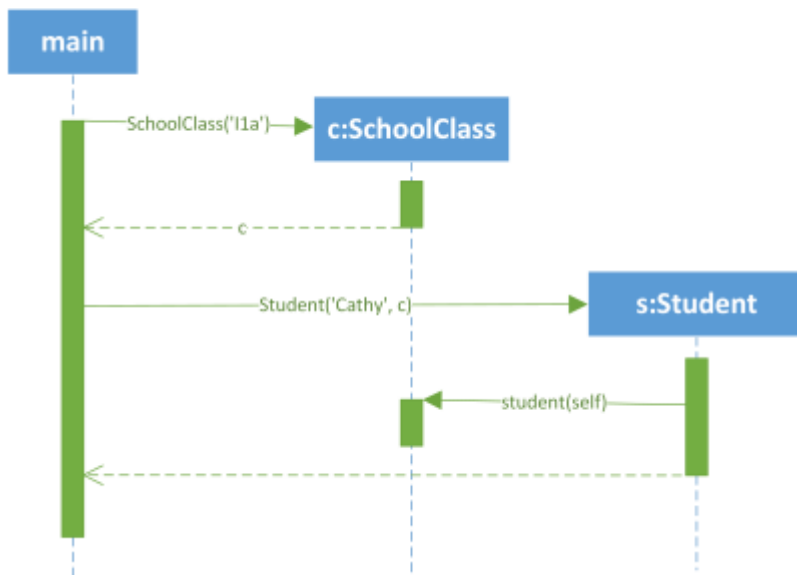 main
SchoolClass('I1a')
c:SchoolClass
c
Student('Cathy', c)
s:Student
student(self)